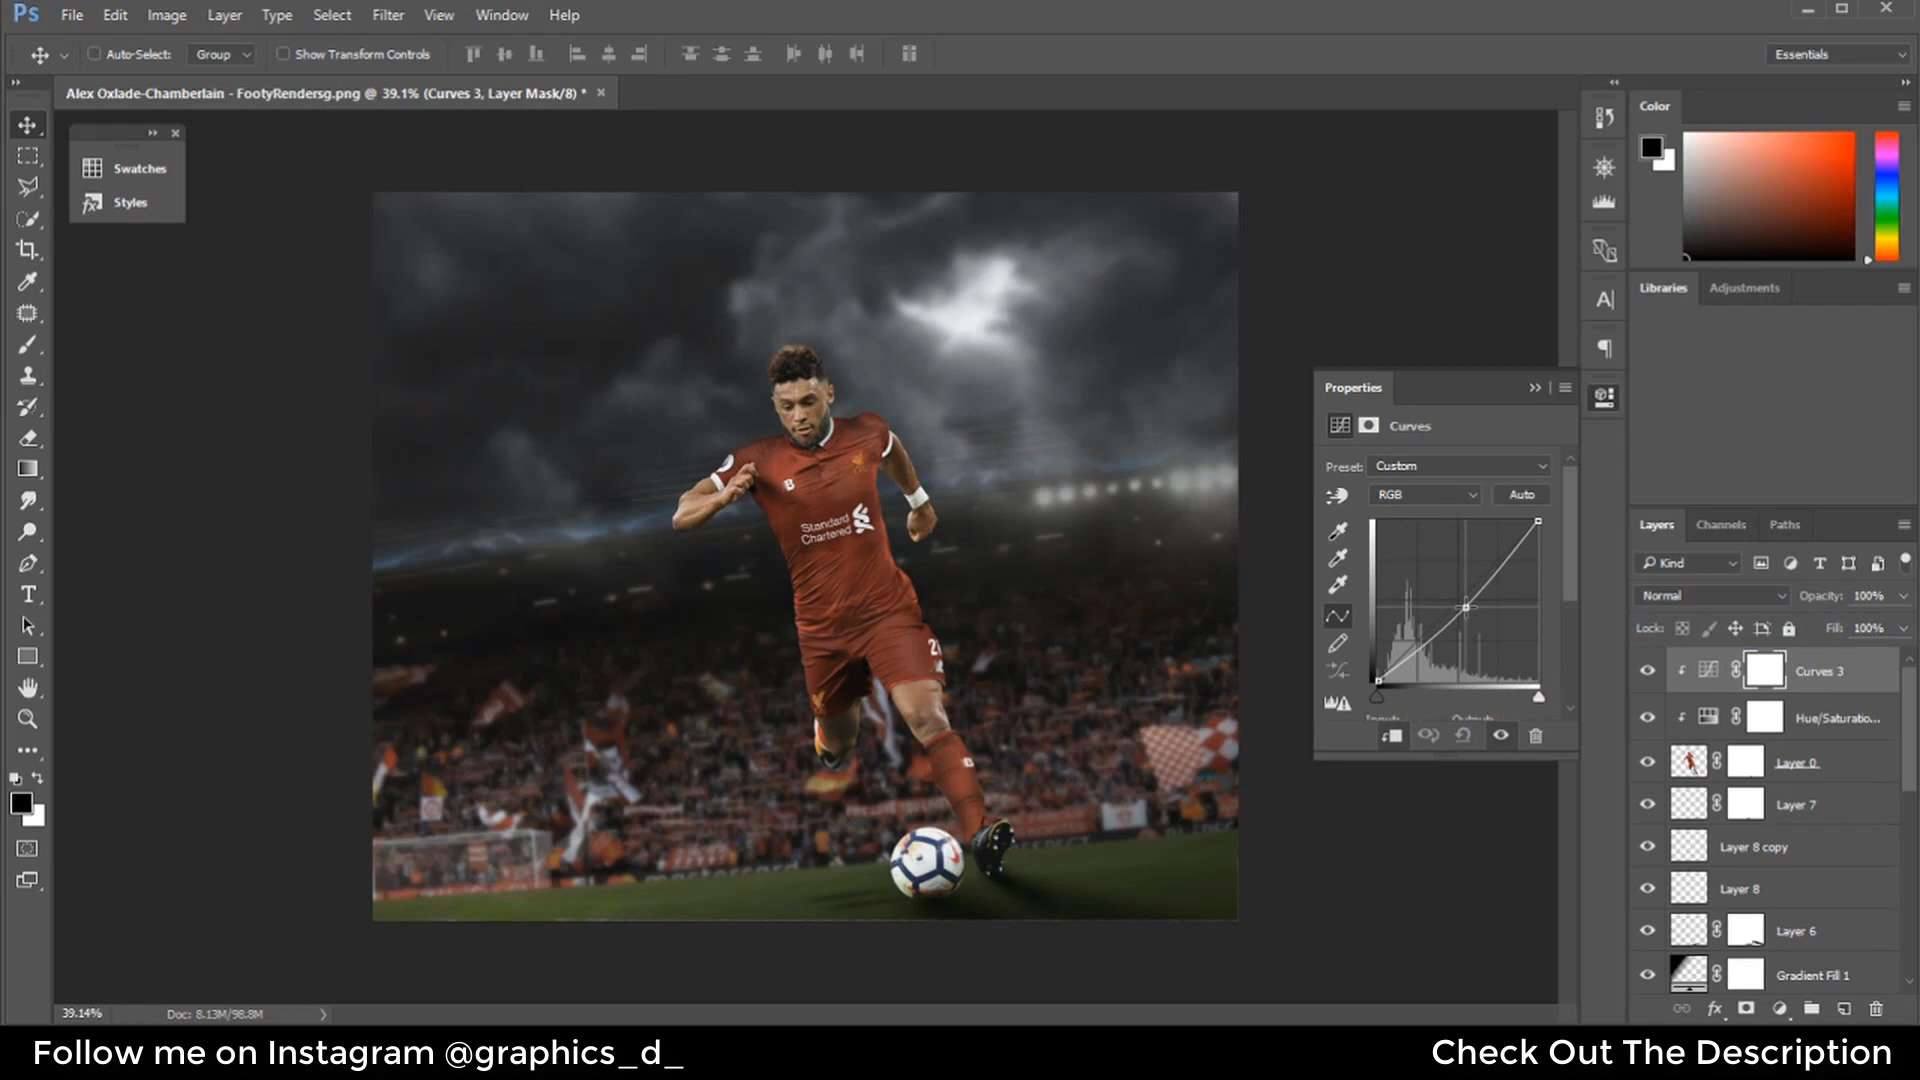 Ps File Edit Image Layer Type Select Filter View Window Help
Auto-Select: Group Show Transform Controls Essentials
Alex Oxlade-Chamberlain - FootyRendersg.png @ 39.1% (Curves 3, Layer Mask/8) * ×
Color
Swatches
Styles
Libraries Adjustments
Properties
Curves
Preset: Custom
RGB Auto
Standard
Chartered
Layers Channels Paths
Kind
Normal Opacity: 100%
Lock: Fill: 100%
Curves 3
Hue/Saturatio...
Layer 0
Layer 7
Layer 8 copy
Layer 8
Layer 6
Gradient Fill 1
39.14% Doc: 8.13M/98.8M
Follow me on Instagram @graphics_d_
Check Out The Description